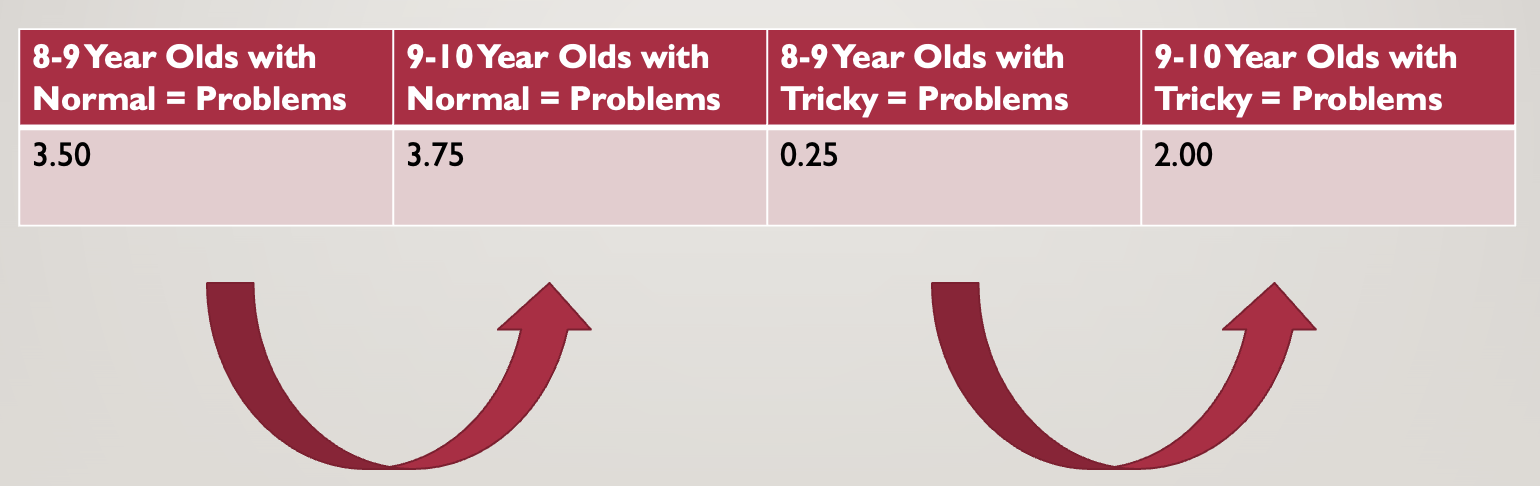 8-9 Year Olds with
Normal = Problems
9-10 Year Olds with
Normal = Problems
8-9 Year Olds with
Tricky = Problems
9-10 Year Olds with
Tricky = Problems
3.50
3.75
0.25
2.00